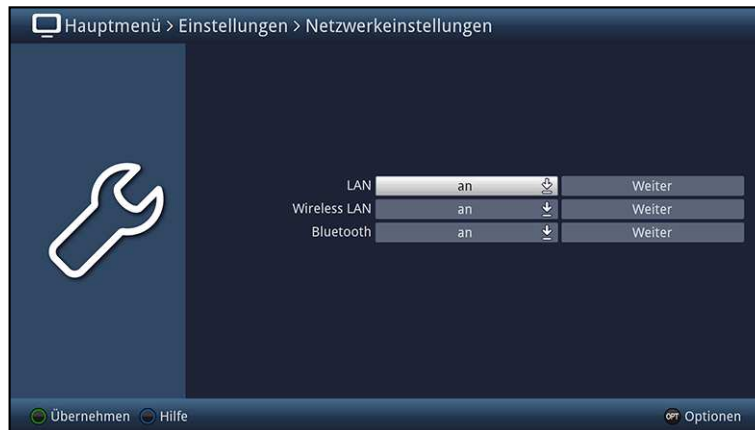 Hauptmenü > Einstellungen > Netzwerkeinstellungen
LAN an Weiter
Wireless LAN an Weiter
Bluetooth an Weiter
Übernehmen Hilfe OPT Optionen